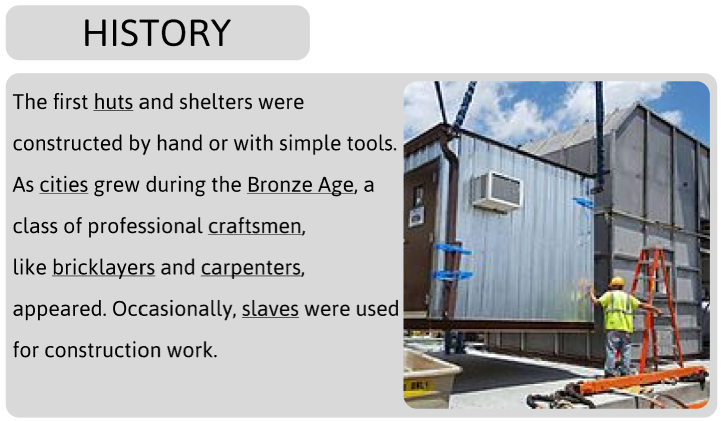 HISTORY
The first huts and shelters were
constructed by hand or with simple tools.
As cities grew during the Bronze Age, a
class of professional craftsmen,
like bricklayers and carpenters,
appeared. Occasionally, slaves were used
for construction work.